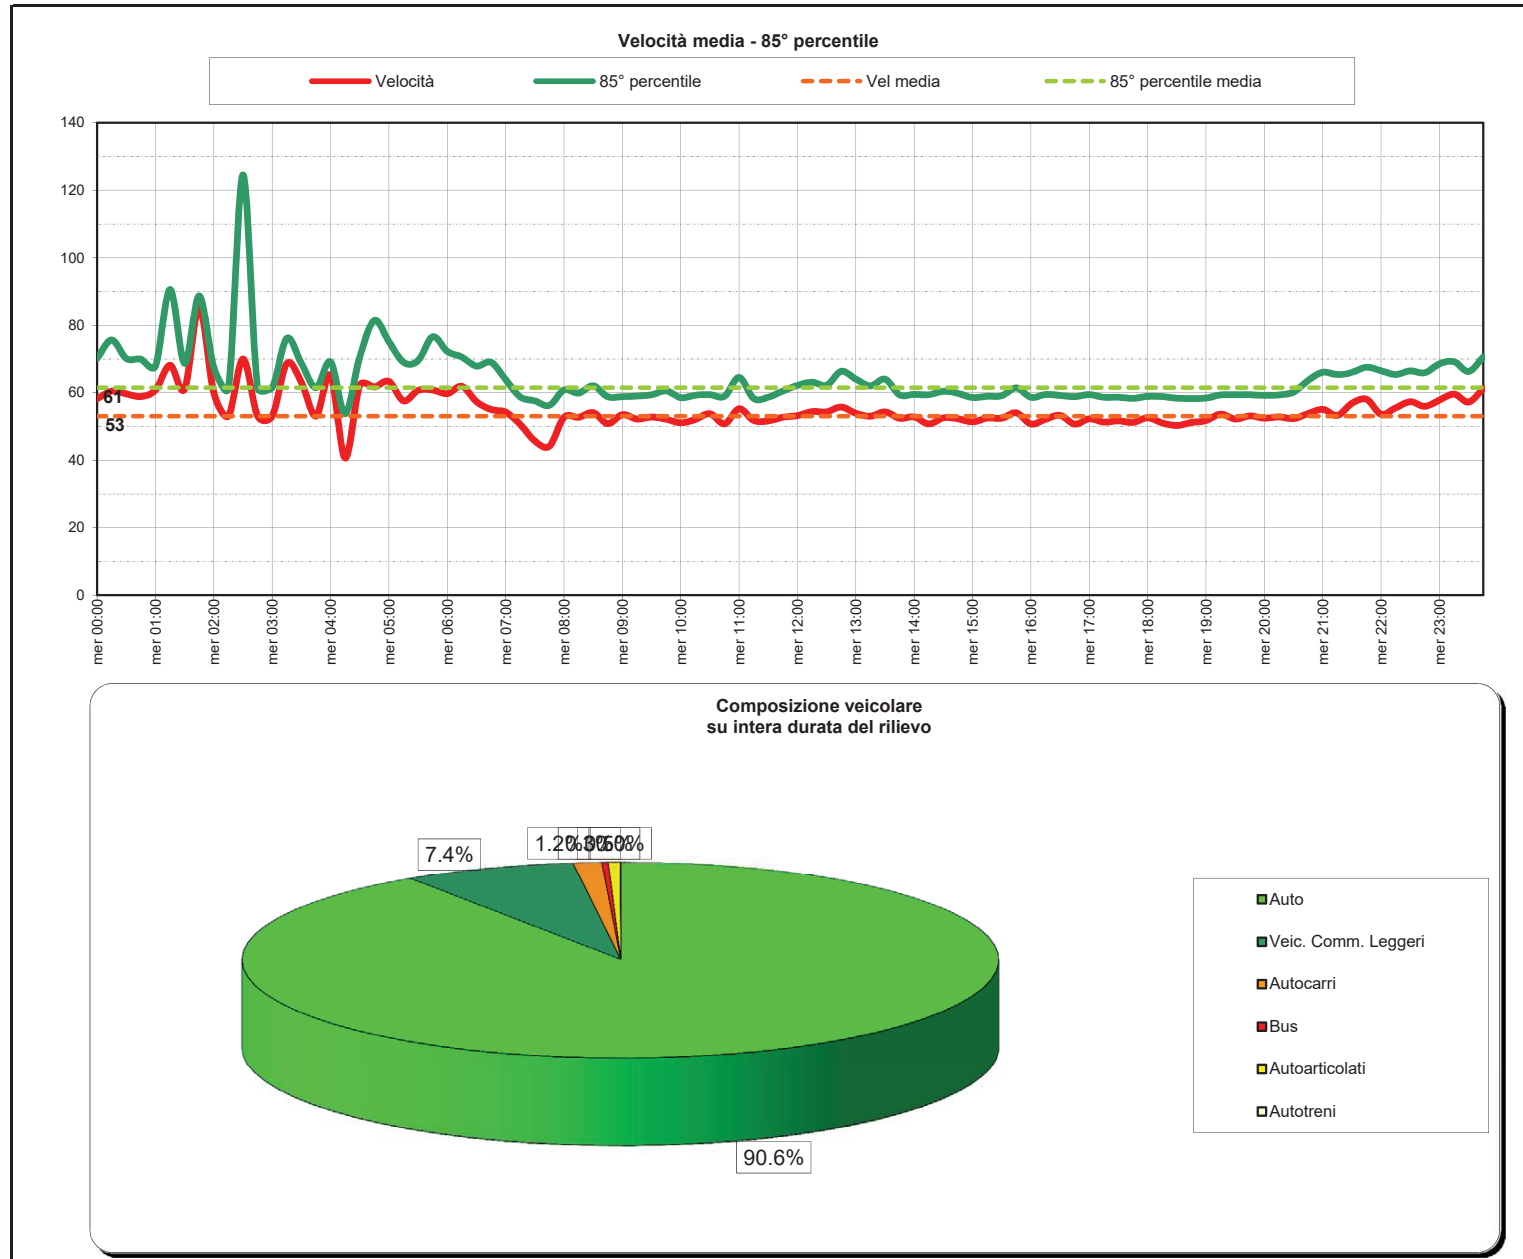 Velocità media - 85° percentile
Velocità 85° percentile Vel media 85° percentile media
140
120
100
80
60
40
20
0
61
53
mer 00:00
mer 01:00
mer 02:00
mer 03:00
mer 04:00
mer 05:00
mer 06:00
mer 07:00
mer 08:00
mer 09:00
mer 10:00
mer 11:00
mer 12:00
mer 13:00
mer 14:00
mer 15:00
mer 16:00
mer 17:00
mer 18:00
mer 19:00
mer 20:00
mer 21:00
mer 22:00
mer 23:00
Composizione veicolare
su intera durata del rilievo
7.4%
1.2%
90.6%
Auto
Veic. Comm. Leggeri
Autocarri
Bus
Autoarticolati
Autotreni